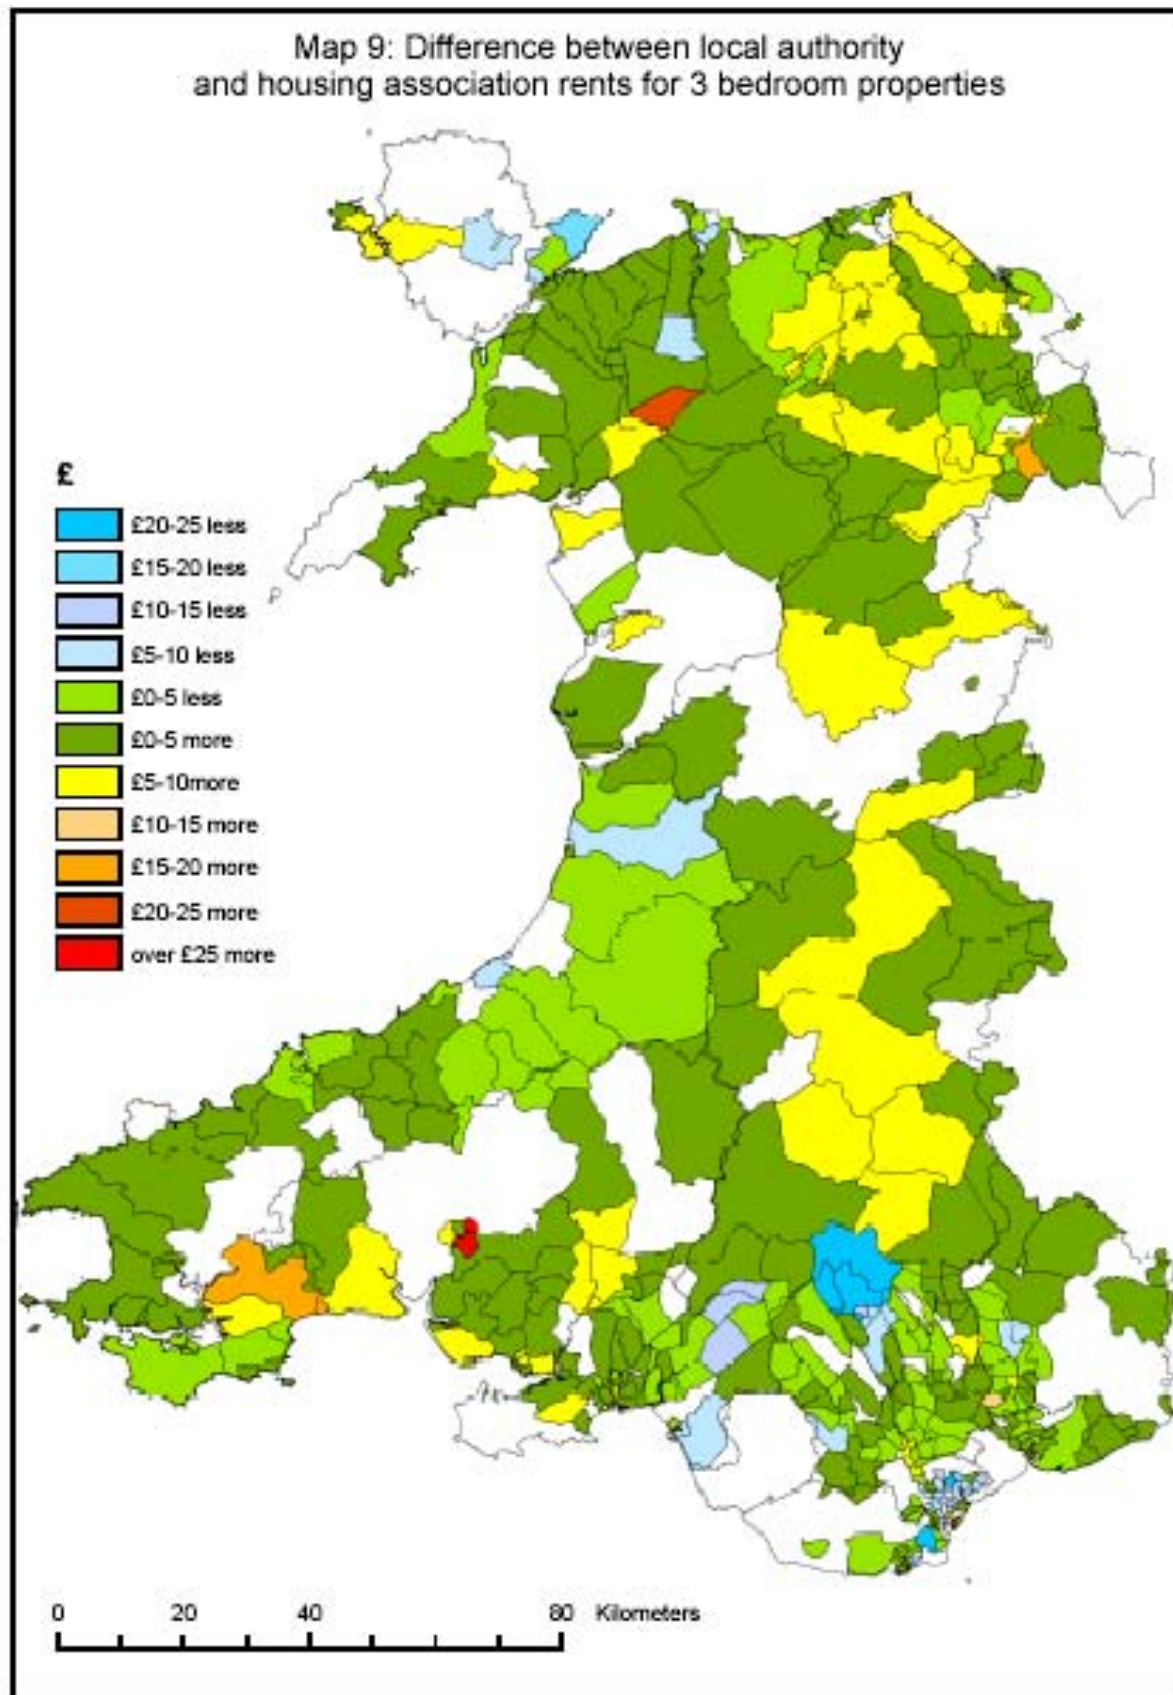 Map 9: Difference between local authority
and housing association rents for 3 bedroom properties
£
£20-25 less
£15-20 less
£10-15 less
£5-10 less
£0-5 less
£0-5 more
£5-10more
£10-15 more
£15-20 more
£20-25 more
over £25 more
0 20 40 80 Kilometers